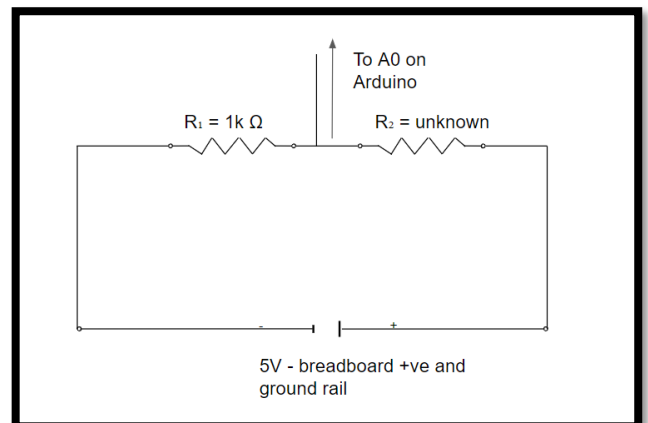 To A0 on
Arduino
R₁ = 1k Ω
R₂ = unknown
- +
5V - breadboard +ve and
ground rail